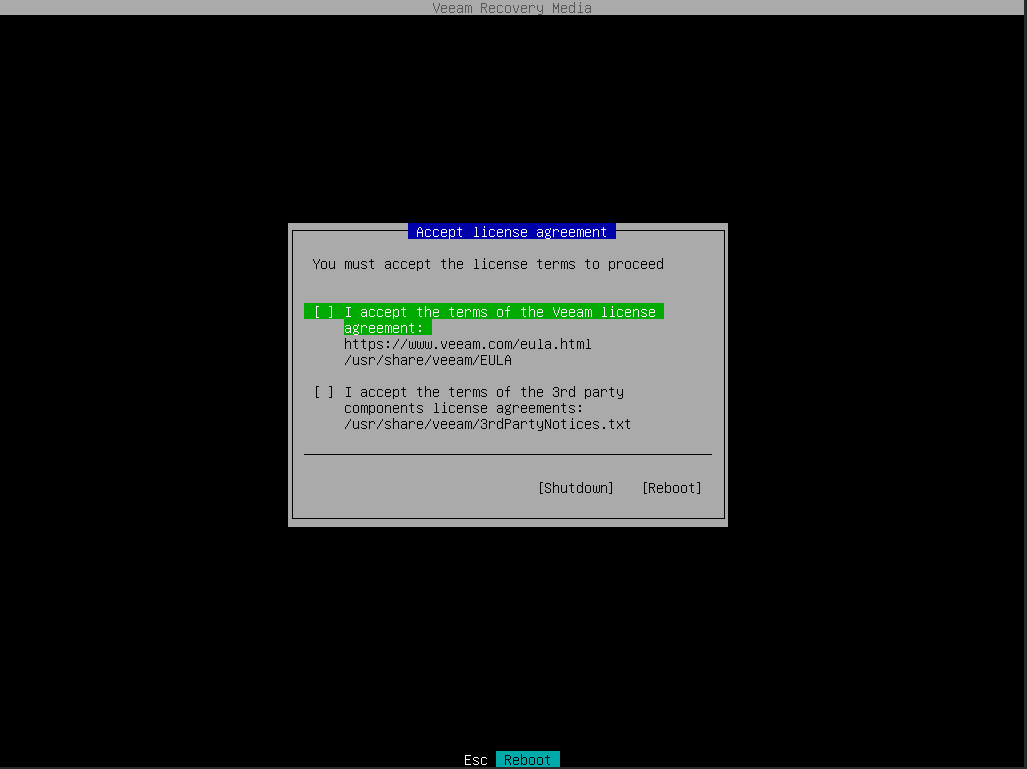 Veeam Recovery Media
Accept license agreement
You must accept the license terms to proceed
[ ] I accept the terms of the Veeam license
agreement:
https://www.veeam.com/eula.html
/usr/share/veeam/EULA
[ ] I accept the terms of the 3rd party
components license agreements:
/usr/share/veeam/3rdPartyNotices.txt
[Shutdown] [Reboot]
Esc Reboot